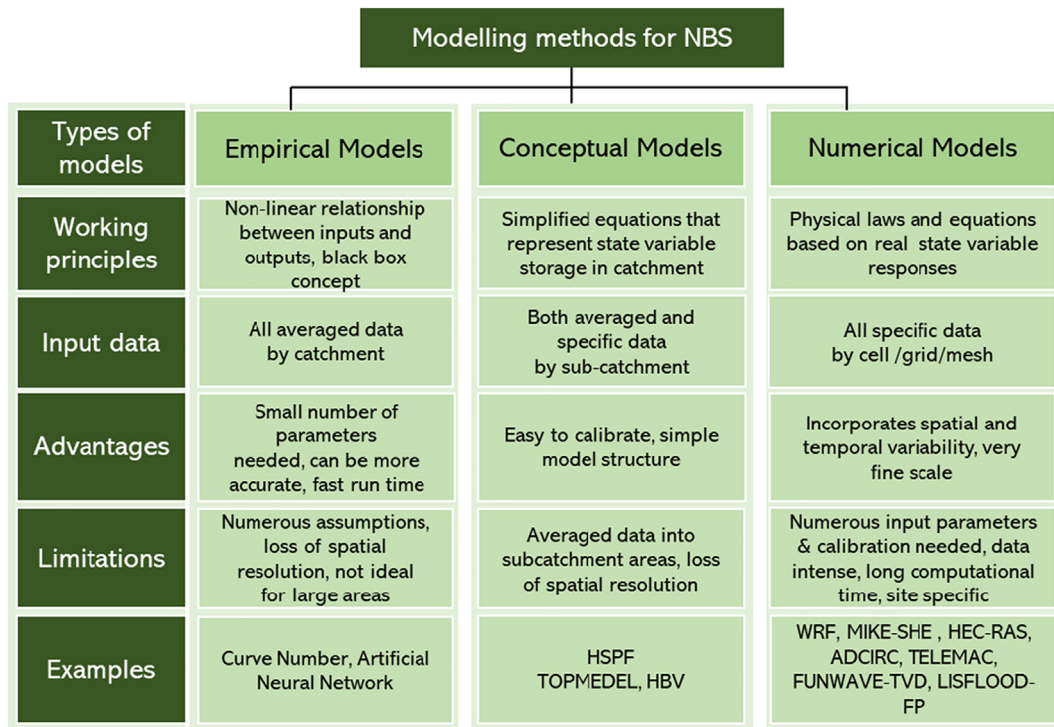 Modelling methods for NBS
Types of
models
Empirical Models
Conceptual Models
Numerical Models
Working
principles
Non-linear relationship
between inputs and
outputs, black box
concept
Simplified equations that
represent state variable
storage in catchment
Physical laws and equations
based on real state variable
responses
Input data
All averaged data
by catchment
Both averaged and
specific data
by sub-catchment
All specific data
by cell /grid/mesh
Advantages
Small number of
parameters
needed, can be more
accurate, fast run time
Easy to calibrate, simple
model structure
Incorporates spatial and
temporal variability, very
fine scale
Limitations
Numerous assumptions,
loss of spatial
resolution, not ideal
for large areas
Averaged data into
subcatchment areas, loss
of spatial resolution
Numerous input parameters
& calibration needed, data
intense, long computational
time, site specific
Examples
Curve Number, Artificial
Neural Network
HSPF
TOPMEDEL, HBV
WRF, MIKE-SHE , HEC-RAS,
ADCIRC, TELEMAC,
FUNWAVE-TVD, LISFLOOD-
FP